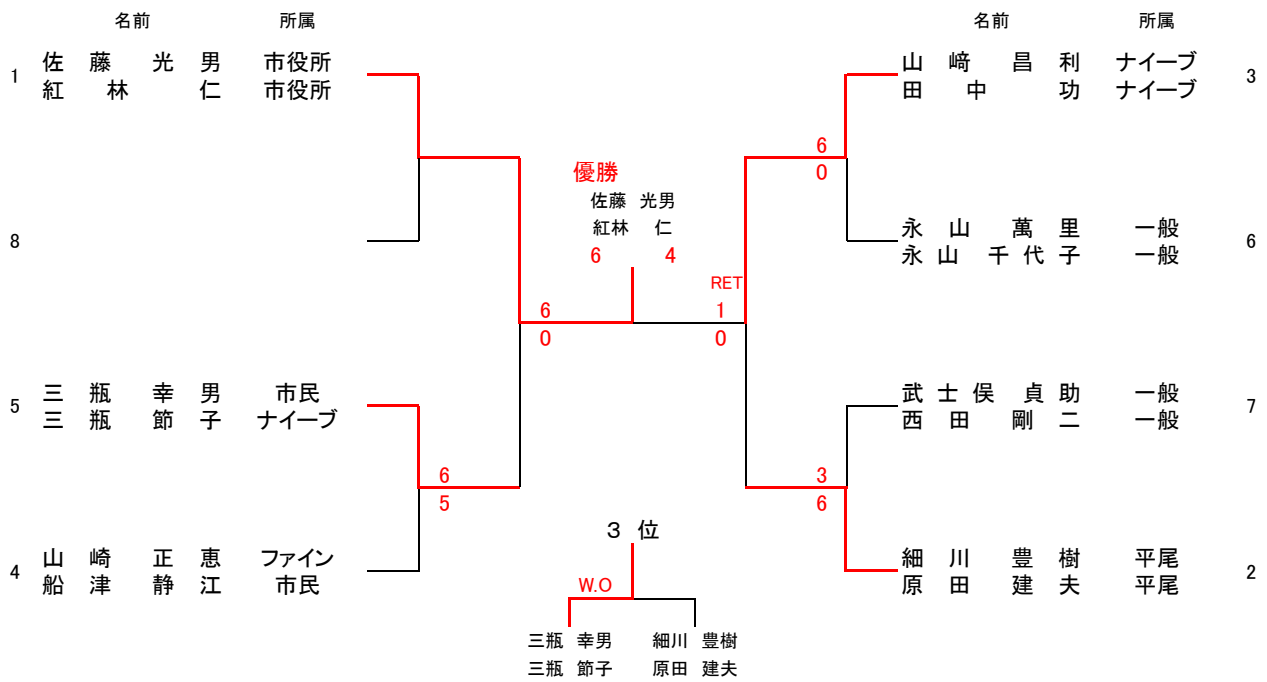 名前 所属
1 佐藤光男 市役所
紅林仁 市役所
8
5 三瓶幸男 市民
三瓶節子 ナイーブ
4 山崎正恵 ファイン
船津静江 市民
6
5
6
0
優勝
佐藤 光男
紅林 仁
6 4
RET
1
0
6
0
3
6
名前 所属
山﨑昌利 ナイーブ 3
田中功 ナイーブ
永山萬里 一般 6
永山千代子 一般
武士俣貞助 一般 7
西田剛二 一般
細川豊樹 平尾 2
原田建夫 平尾
3 位
W.O
三瓶 幸男 細川 豊樹
三瓶 節子 原田 建夫